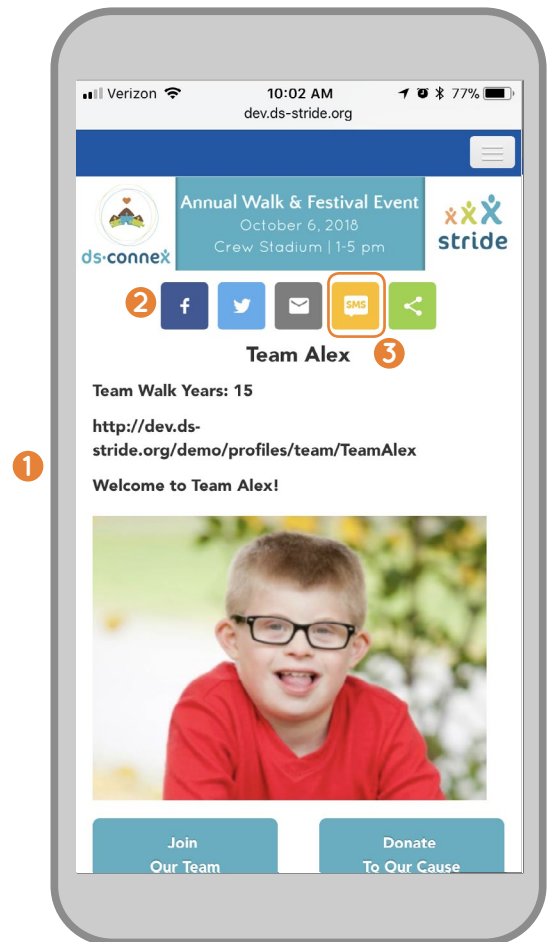 Verizon 10:02 AM 77%
dev.ds-stride.org
Annual Walk & Festival Event
October 6, 2018
Crew Stadium | 1-5 pm
ds·connex
stride
2
f
SMS
Team Alex
3
Team Walk Years: 15
http://dev.ds-
stride.org/demo/profiles/team/TeamAlex
1
Welcome to Team Alex!
Join
Our Team
Donate
To Our Cause